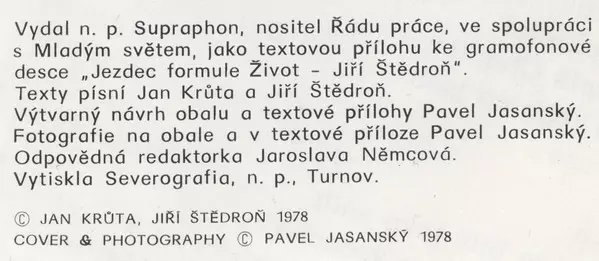 Vydal n. p. Supraphon, nositel Řádu práce, ve spolupráci
s Mladým světem, jako textovou přílohu ke gramofonové
desce „Jezdec formule Život – Jiří Štědroň“.
Texty písní Jan Krůta a Jiří Štědroň.
Výtvarný návrh obalu a textové přílohy Pavel Jasanský.
Fotografie na obale a v textové příloze Pavel Jasanský.
Odpovědná redaktorka Jaroslava Němcová.
Vytiskla Severografia, n. p., Turnov.
© JAN KRŮTA, JIŘÍ ŠTĚDROŇ 1978
COVER & PHOTOGRAPHY © PAVEL JASANSKÝ 1978